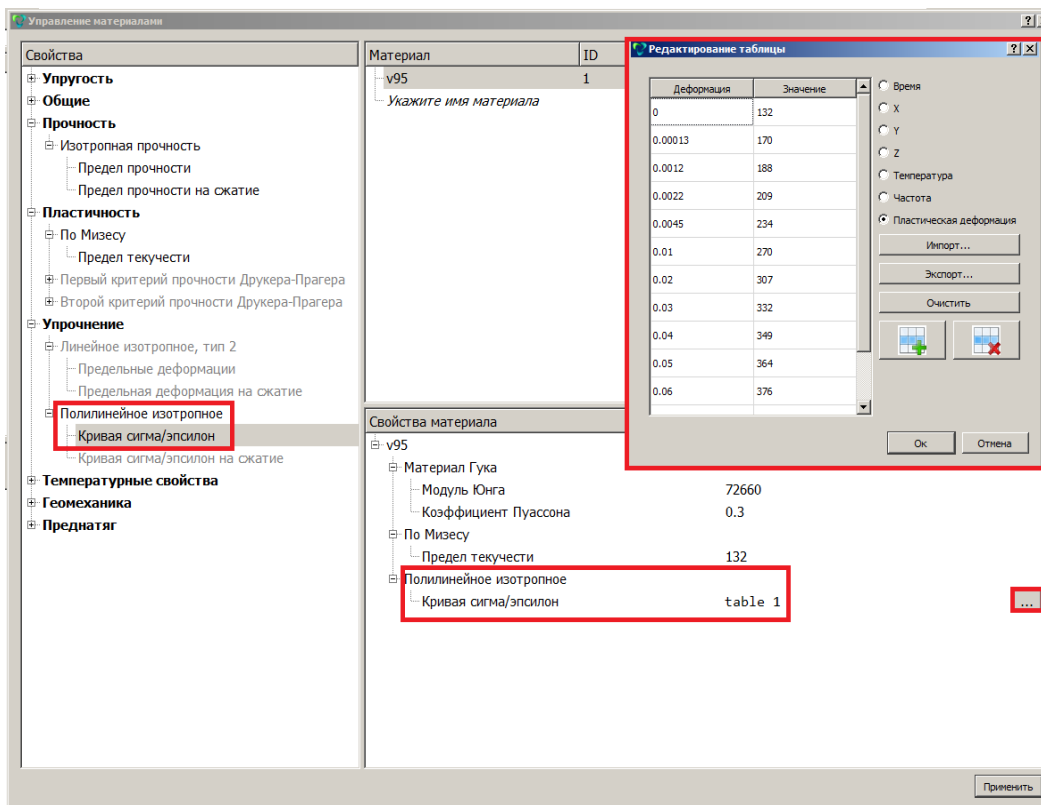 Управление материалами
Свойства
Упругость
Общие
Прочность
Изотропная прочность
Предел прочности
Предел прочности на сжатие
Пластичность
По Мизесу
Предел текучести
Первый критерий прочности Друкера-Прагера
Второй критерий прочности Друкера-Прагера
Упрочнение
Линейное изотропное, тип 2
Предельные деформации
Предельная деформация на сжатие
Полилинейное изотропное
Кривая сигма/эпсилон
Кривая сигма/эпсилон на сжатие
Температурные свойства
Геомеханика
Преднатяг
Материал ID
v95 1
Укажите имя материала
Редактирование таблицы
Деформация Значение
0 132
0.00013 170
0.0012 188
0.0022 209
0.0045 234
0.01 270
0.02 307
0.03 332
0.04 349
0.05 364
0.06 376
Время
X
Y
Z
Температура
Частота
Пластическая деформация
Импорт...
Экспорт...
Очистить
Ок Отмена
Свойства материала
v95
Материал Гука
Модуль Юнга 72660
Коэффициент Пуассона 0.3
По Мизесу
Предел текучести 132
Полилинейное изотропное
Кривая сигма/эпсилон table 1 ...
Применить